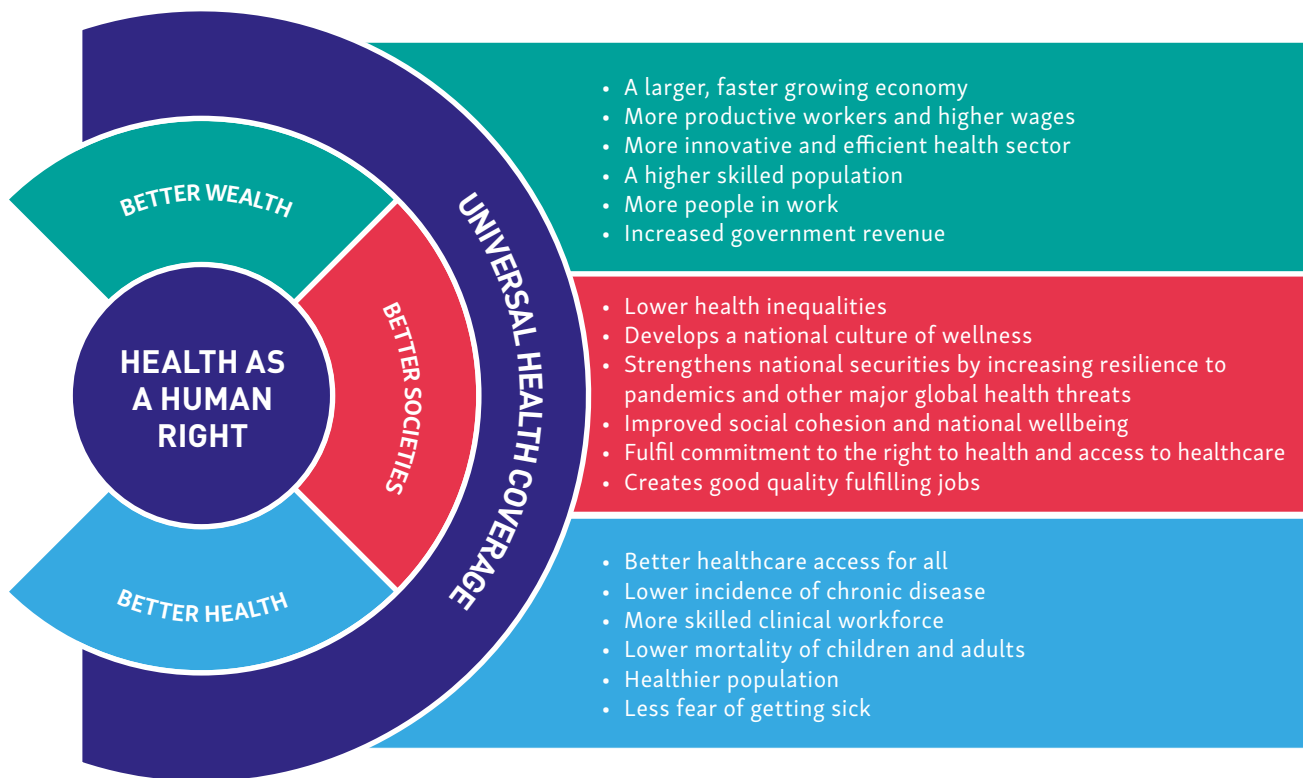 BETTER WEALTH
HEALTH AS
A HUMAN
RIGHT
BETTER SOCIETIES
BETTER HEALTH
UNIVERSAL HEALTH COVERAGE
• A larger, faster growing economy
• More productive workers and higher wages
• More innovative and efficient health sector
• A higher skilled population
• More people in work
• Increased government revenue
• Lower health inequalities
• Develops a national culture of wellness
• Strengthens national securities by increasing resilience to
pandemics and other major global health threats
• Improved social cohesion and national wellbeing
• Fulfil commitment to the right to health and access to healthcare
• Creates good quality fulfilling jobs
• Better healthcare access for all
• Lower incidence of chronic disease
• More skilled clinical workforce
• Lower mortality of children and adults
• Healthier population
• Less fear of getting sick